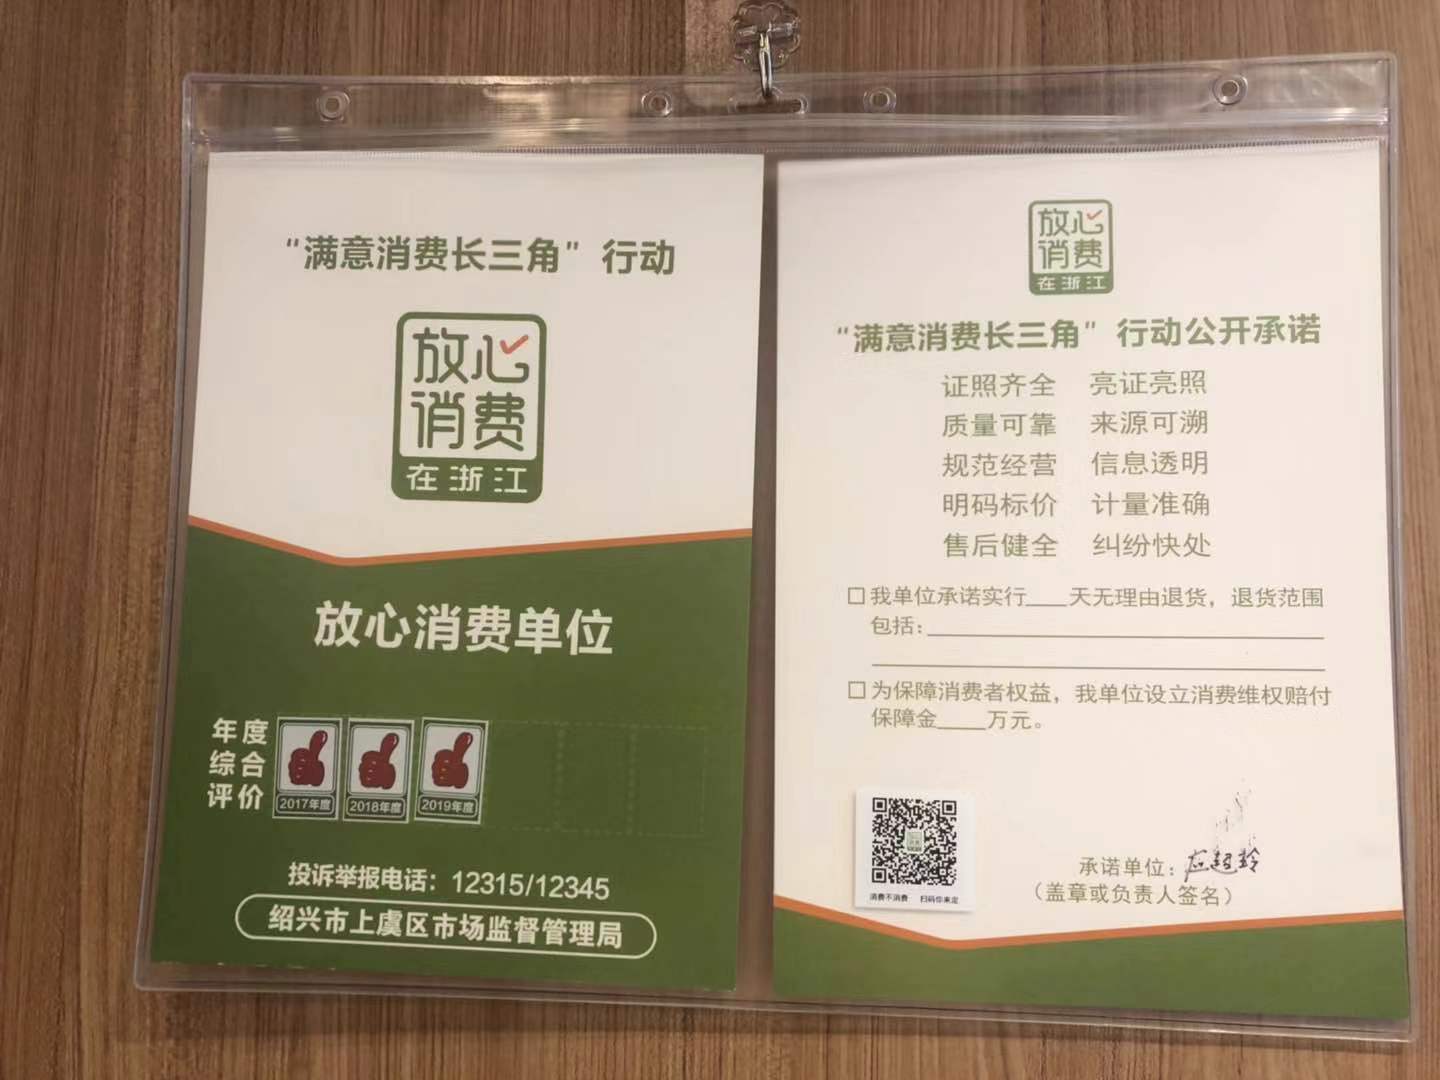 “满意消费长三角”行动
放心
消费
在浙江
放心消费单位
年度
综合
评价
2017年度
2018年度
2019年度
投诉举报电话：12315/12345
绍兴市上虞区市场监督管理局
放心
消费
在浙江
“满意消费长三角”行动公开承诺
证照齐全 亮证亮照
质量可靠 来源可溯
规范经营 信息透明
明码标价 计量准确
售后健全 纠纷快处
□我单位承诺实行____天无理由退货，退货范围
包括：
□为保障消费者权益，我单位设立消费维权赔付
保障金____万元。
消费不消费 扫码你来定
承诺单位：
（盖章或负责人签名）